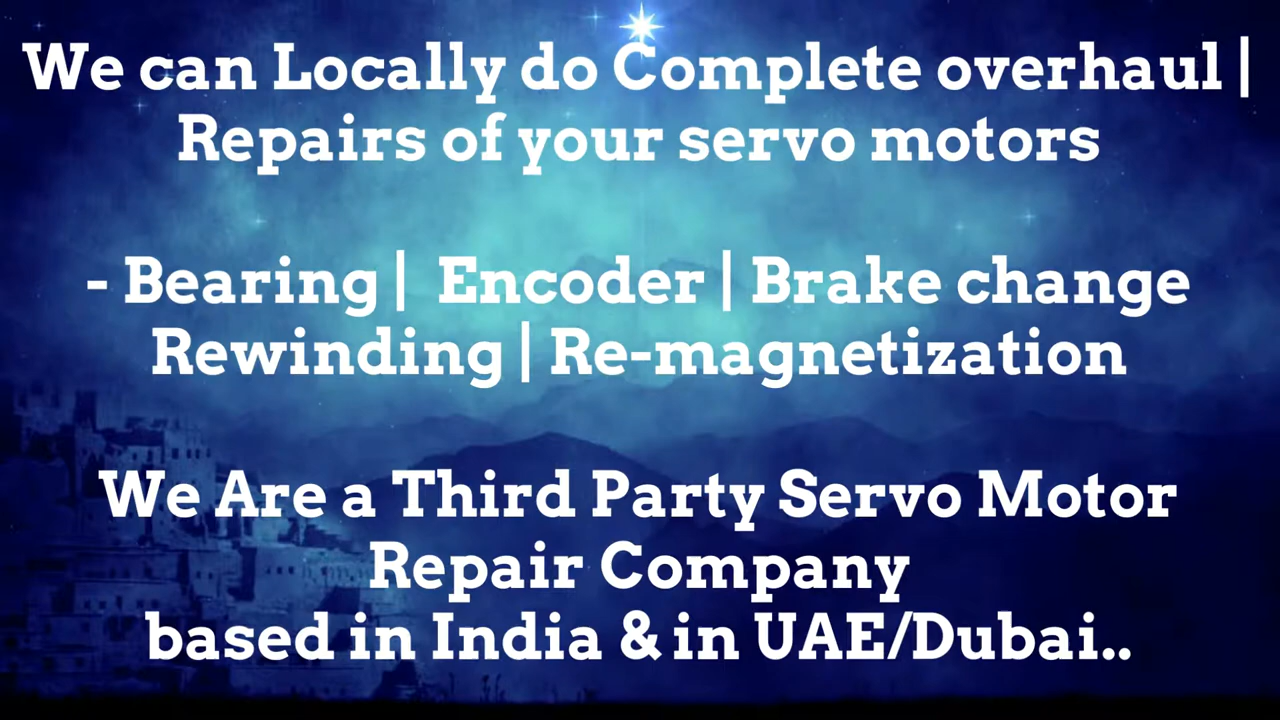 We can Locally do Complete overhaul |
Repairs of your servo motors
- Bearing | Encoder | Brake change
Rewinding | Re-magnetization
We Are a Third Party Servo Motor
Repair Company
based in India & in UAE/Dubai..